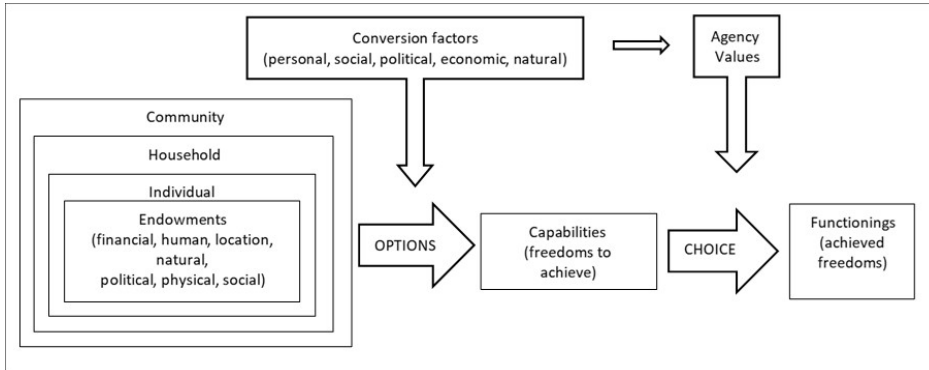 Conversion factors
(personal, social, political, economic, natural)
Agency
Values
Community
Household
Individual
Endowments
(financial, human, location,
natural,
political, physical, social)
OPTIONS
Capabilities
(freedoms to
achieve)
CHOICE
Functionings
(achieved
freedoms)